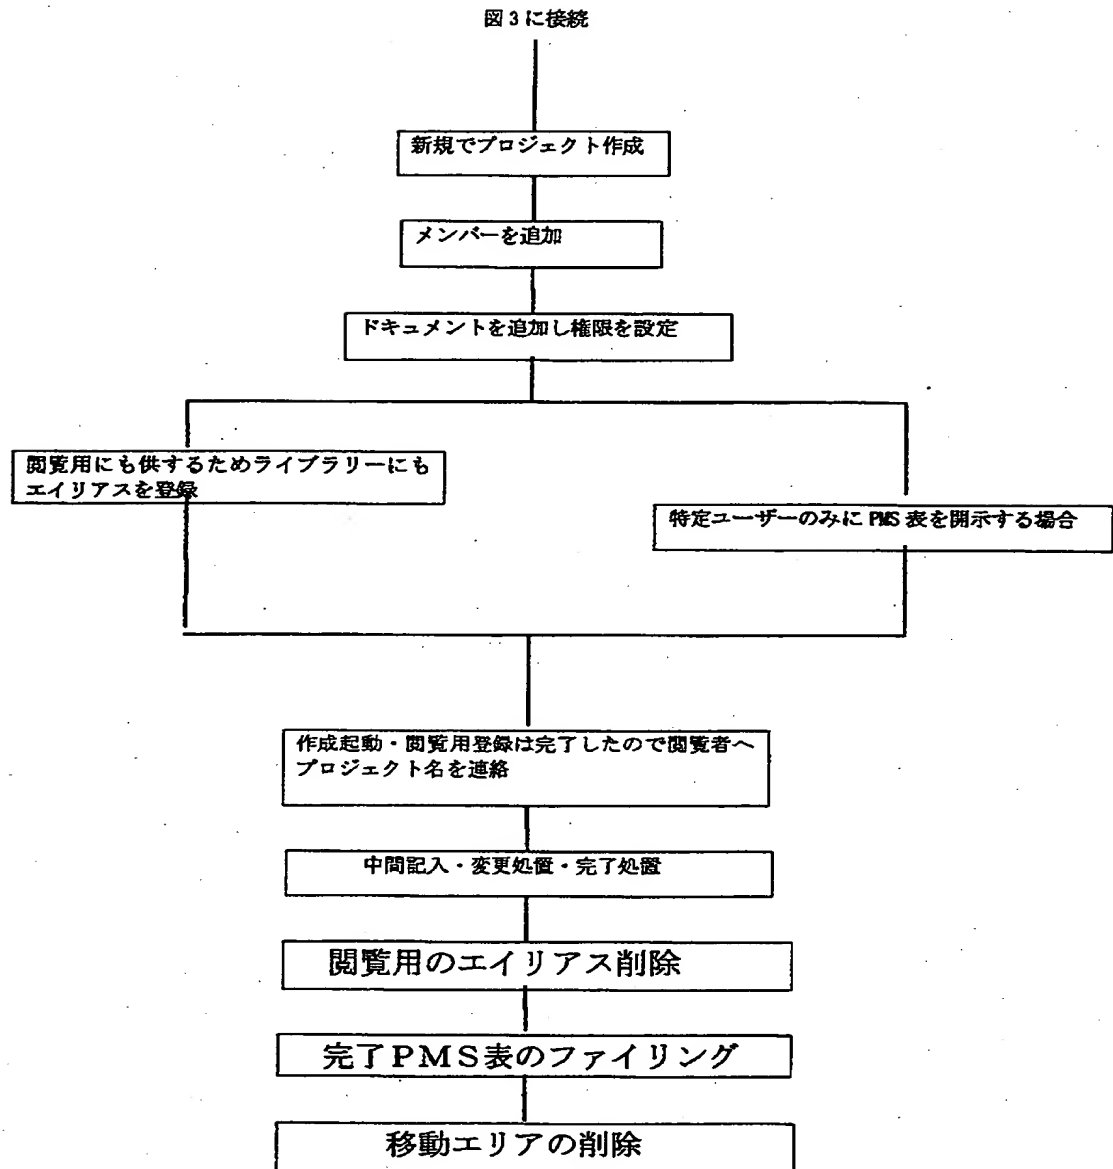 図3に接続
新規でプロジェクト作成
メンバーを追加
ドキュメントを追加し権限を設定
閲覧用にも供するためライブラリーにも
エイリアスを登録
特定ユーザーのみに PMS 表を開示する場合
作成起動・閲覧用登録は完了したので閲覧者へ
プロジェクト名を連絡
中間記入・変更処置・完了処置
閲覧用のエイリアス削除
完了PMS表のファイリング
移動エリアの削除